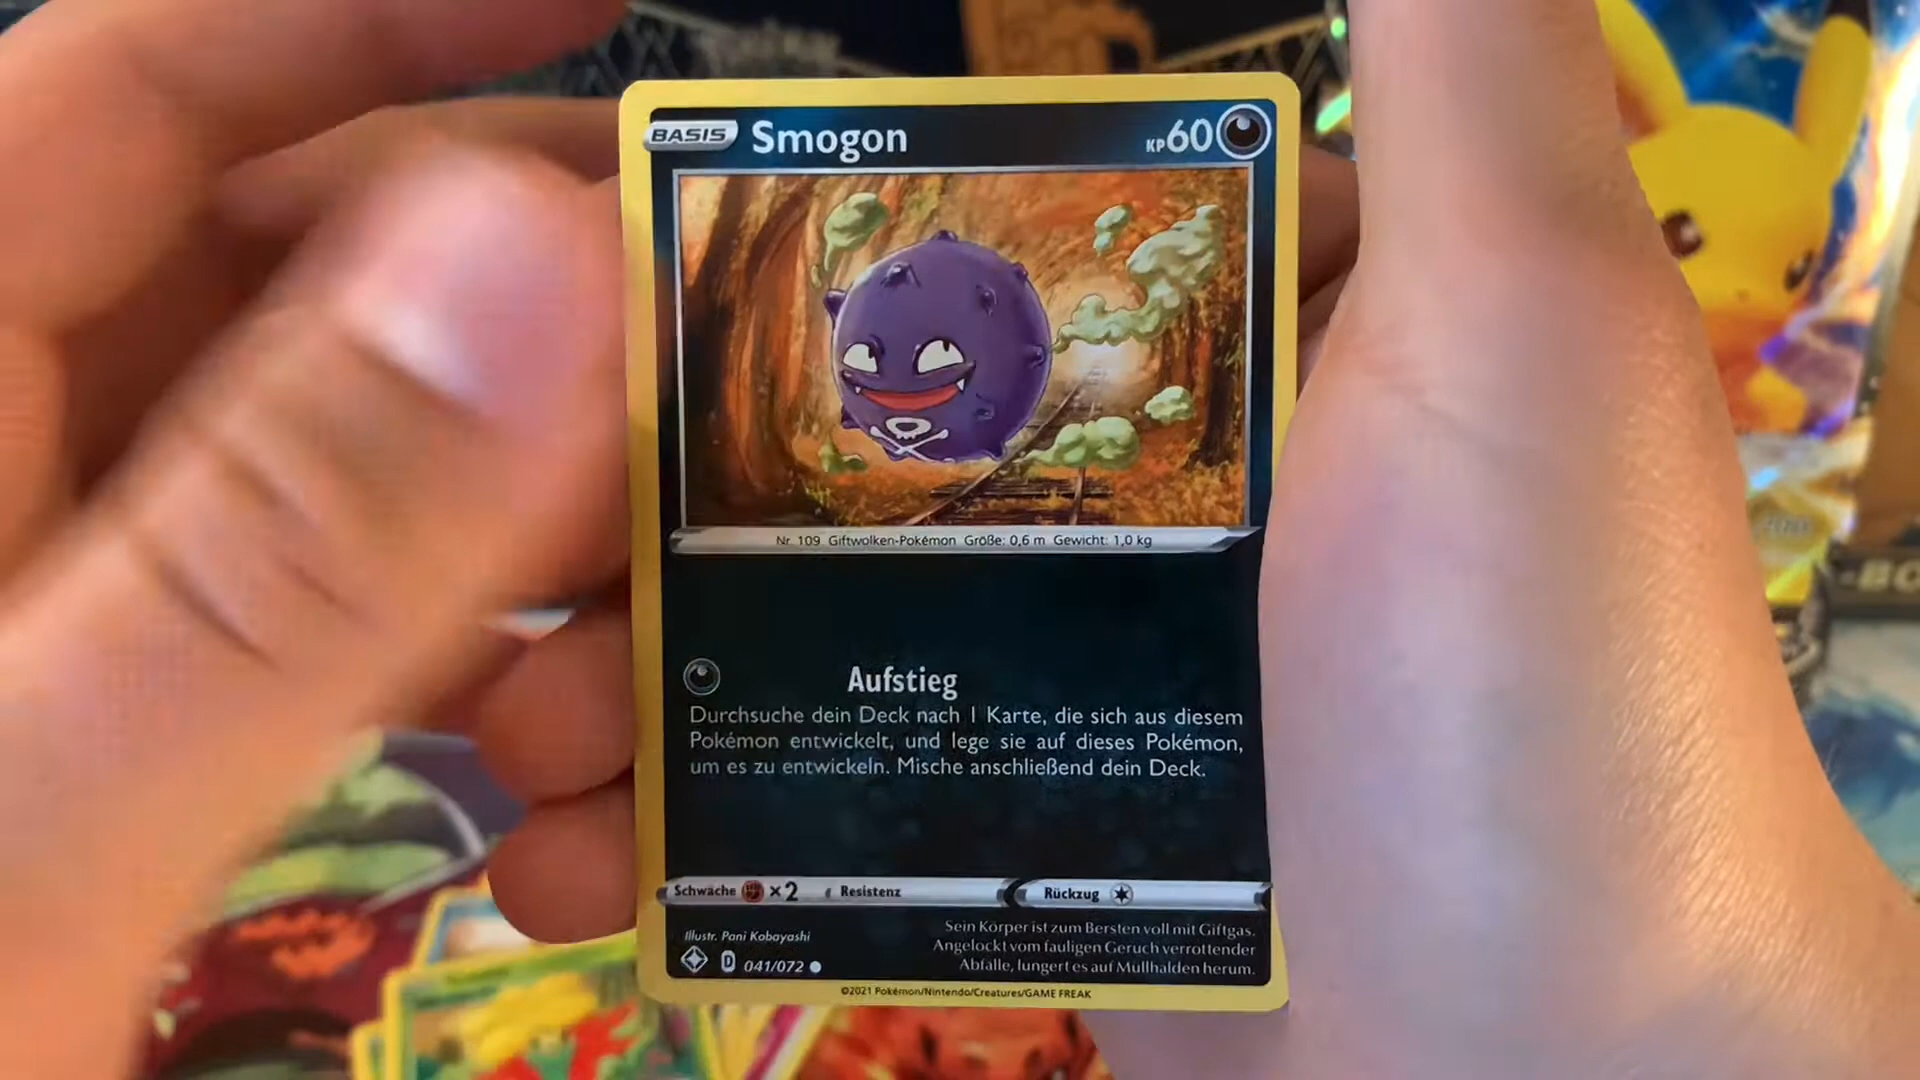 BASIS Smogon KP60
Nr. 109 Giftwolken-Pokémon Größe: 0,6 m Gewicht: 1,0 kg
Aufstieg
Durchsuche dein Deck nach 1 Karte, die sich aus diesem
Pokémon entwickelt, und lege sie auf dieses Pokémon,
um es zu entwickeln. Mische anschließend dein Deck.
Schwäche ×2 Resistenz Rückzug
Illustr. Pani Kobayashi
D 041/072
Sein Körper ist zum Bersten voll mit Giftgas.
Angelockt vom fauligen Geruch verrottender
Abfälle, lungert es auf Müllhalden herum.
©2021 Pokémon/Nintendo/Creatures/GAME FREAK